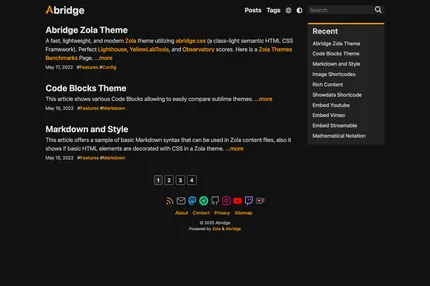 Abridge
Posts Tags
Search
Abridge Zola Theme
A fast, lightweight, and modern Zola theme utilizing abridge.css (a class-light semantic HTML CSS
Framework). Perfect Lighthouse, YellowLabTools, and Observatory scores. Here is a Zola Themes
Benchmarks Page. ...more
May 17, 2022 #Features #Config
Code Blocks Theme
This article shows various Code Blocks allowing to easily compare sublime themes. ...more
May 16, 2022 #Features #Markdown
Markdown and Style
This article offers a sample of basic Markdown syntax that can be used in Zola content files, also it
shows if basic HTML elements are decorated with CSS in a Zola theme. ...more
May 15, 2022 #Features #Markdown
Recent
Abridge Zola Theme
Code Blocks Theme
Markdown and Style
Image Shortcodes
Rich Content
Showdata Shortcode
Embed Youtube
Embed Vimeo
Embed Streamable
Mathematical Notation
1 2 3 4
About Contact Privacy Sitemap
© 2025 Abridge
Powered by Zola & Abridge